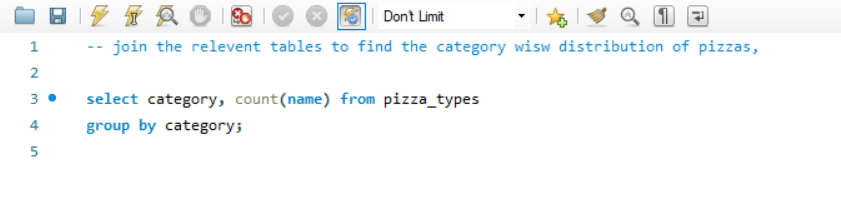 Don't Limit
1 -- join the relevent tables to find the category wisw distribution of pizzas,
2
3 select category, count(name) from pizza_types
4 group by category;
5